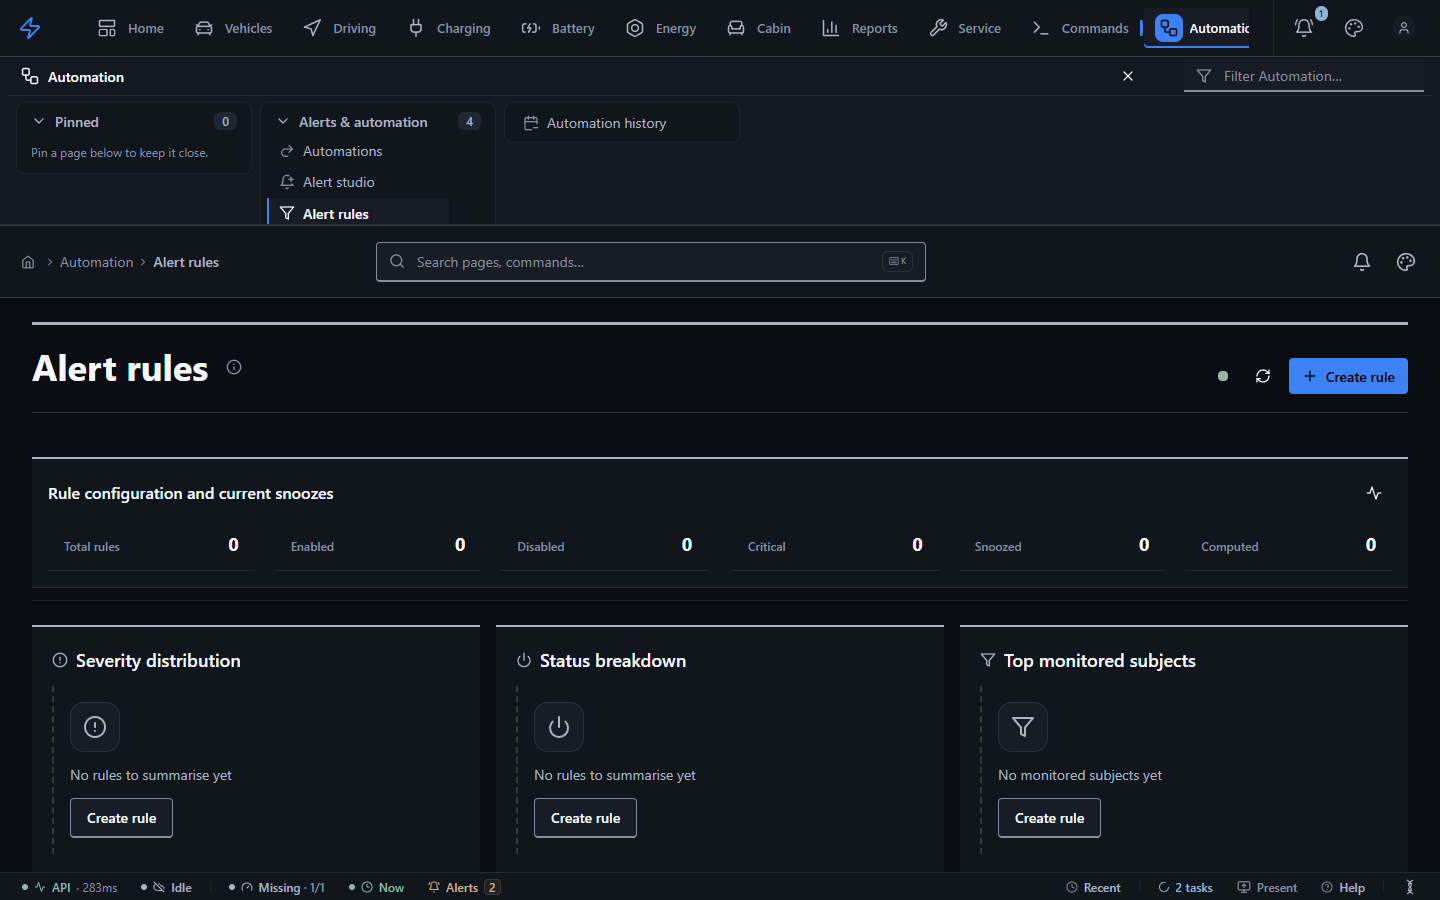 Home
Vehicles
Driving
Charging
Battery
Energy
Cabin
Reports
Service
Commands
Automatic
1
Automation
Filter Automation...
Pinned
0
Pin a page below to keep it close.
Alerts & automation
4
Automations
Alert studio
Alert rules
Automation history
Automation
Alert rules
Search pages, commands...
K
Alert rules
Create rule
Rule configuration and current snoozes
Total rules
0
Enabled
0
Disabled
0
Critical
0
Snoozed
0
Computed
0
Severity distribution
No rules to summarise yet
Create rule
Status breakdown
No rules to summarise yet
Create rule
Top monitored subjects
No monitored subjects yet
Create rule
API · 283ms
Idle
Missing · 1/1
Now
Alerts 2
Recent
2 tasks
Present
Help